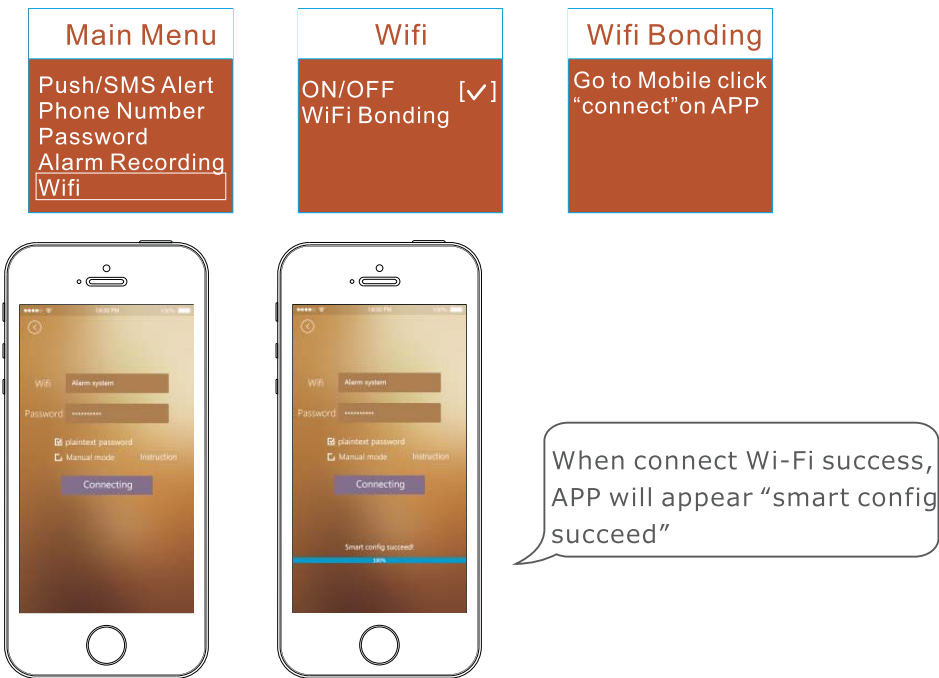 Main Menu
Push/SMS Alert
Phone Number
Password
Alarm Recording
Wifi
Wifi
ON/OFF [✓]
WiFi Bonding
Wifi Bonding
Go to Mobile click
“connect”on APP
100%
Wifi Alarm system
Password **********
plaintext password
Manual mode Instruction
Connecting
100%
Wifi Alarm system
Password **********
plaintext password
Manual mode Instruction
Connecting
Smart config succeed!
100%
When connect Wi-Fi success,
APP will appear “smart config
succeed”